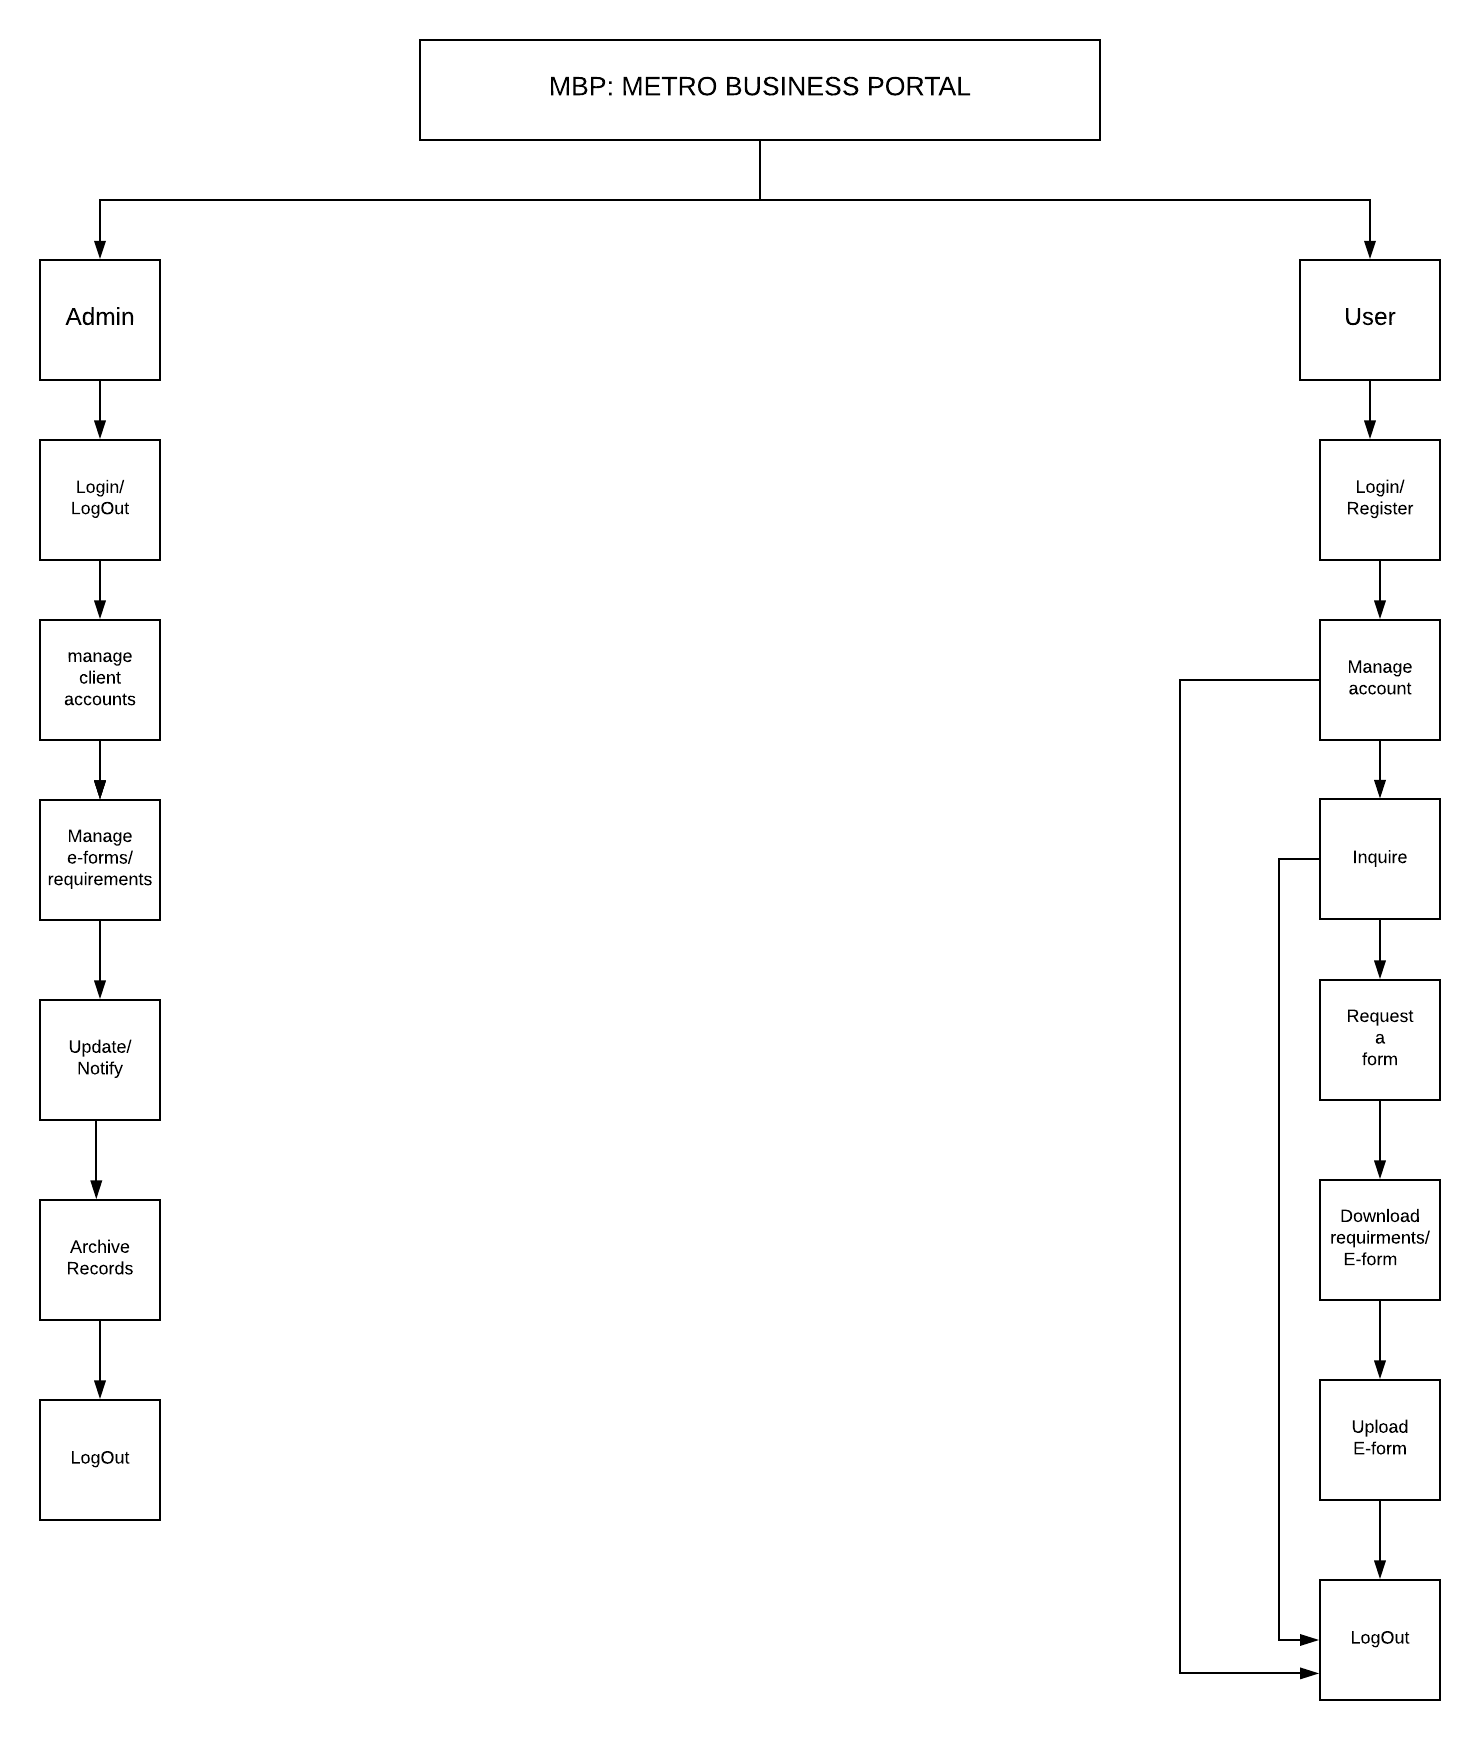 MBP: METRO BUSINESS PORTAL
Admin
Login/
LogOut
manage
client
accounts
Manage
e-forms/
requirements
Update/
Notify
Archive
Records
LogOut
User
Login/
Register
Manage
account
Inquire
Request
a
form
Download
requirments/
E-form
Upload
E-form
LogOut